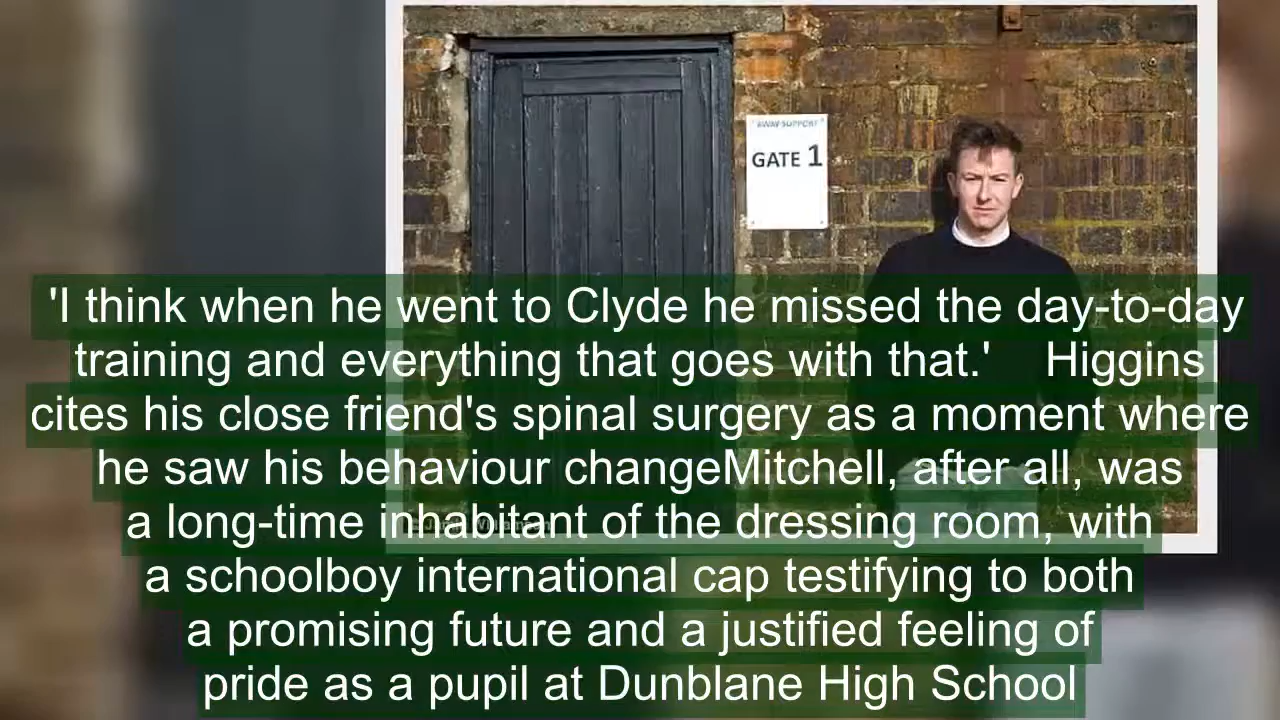 "AWAY SUPPORT"
GATE 1
'I think when he went to Clyde he missed the day-to-day
training and everything that goes with that.'    Higgins
cites his close friend's spinal surgery as a moment where
he saw his behaviour changeMitchell, after all, was
a long-time inhabitant of the dressing room, with
a schoolboy international cap testifying to both
a promising future and a justified feeling of
pride as a pupil at Dunblane High School